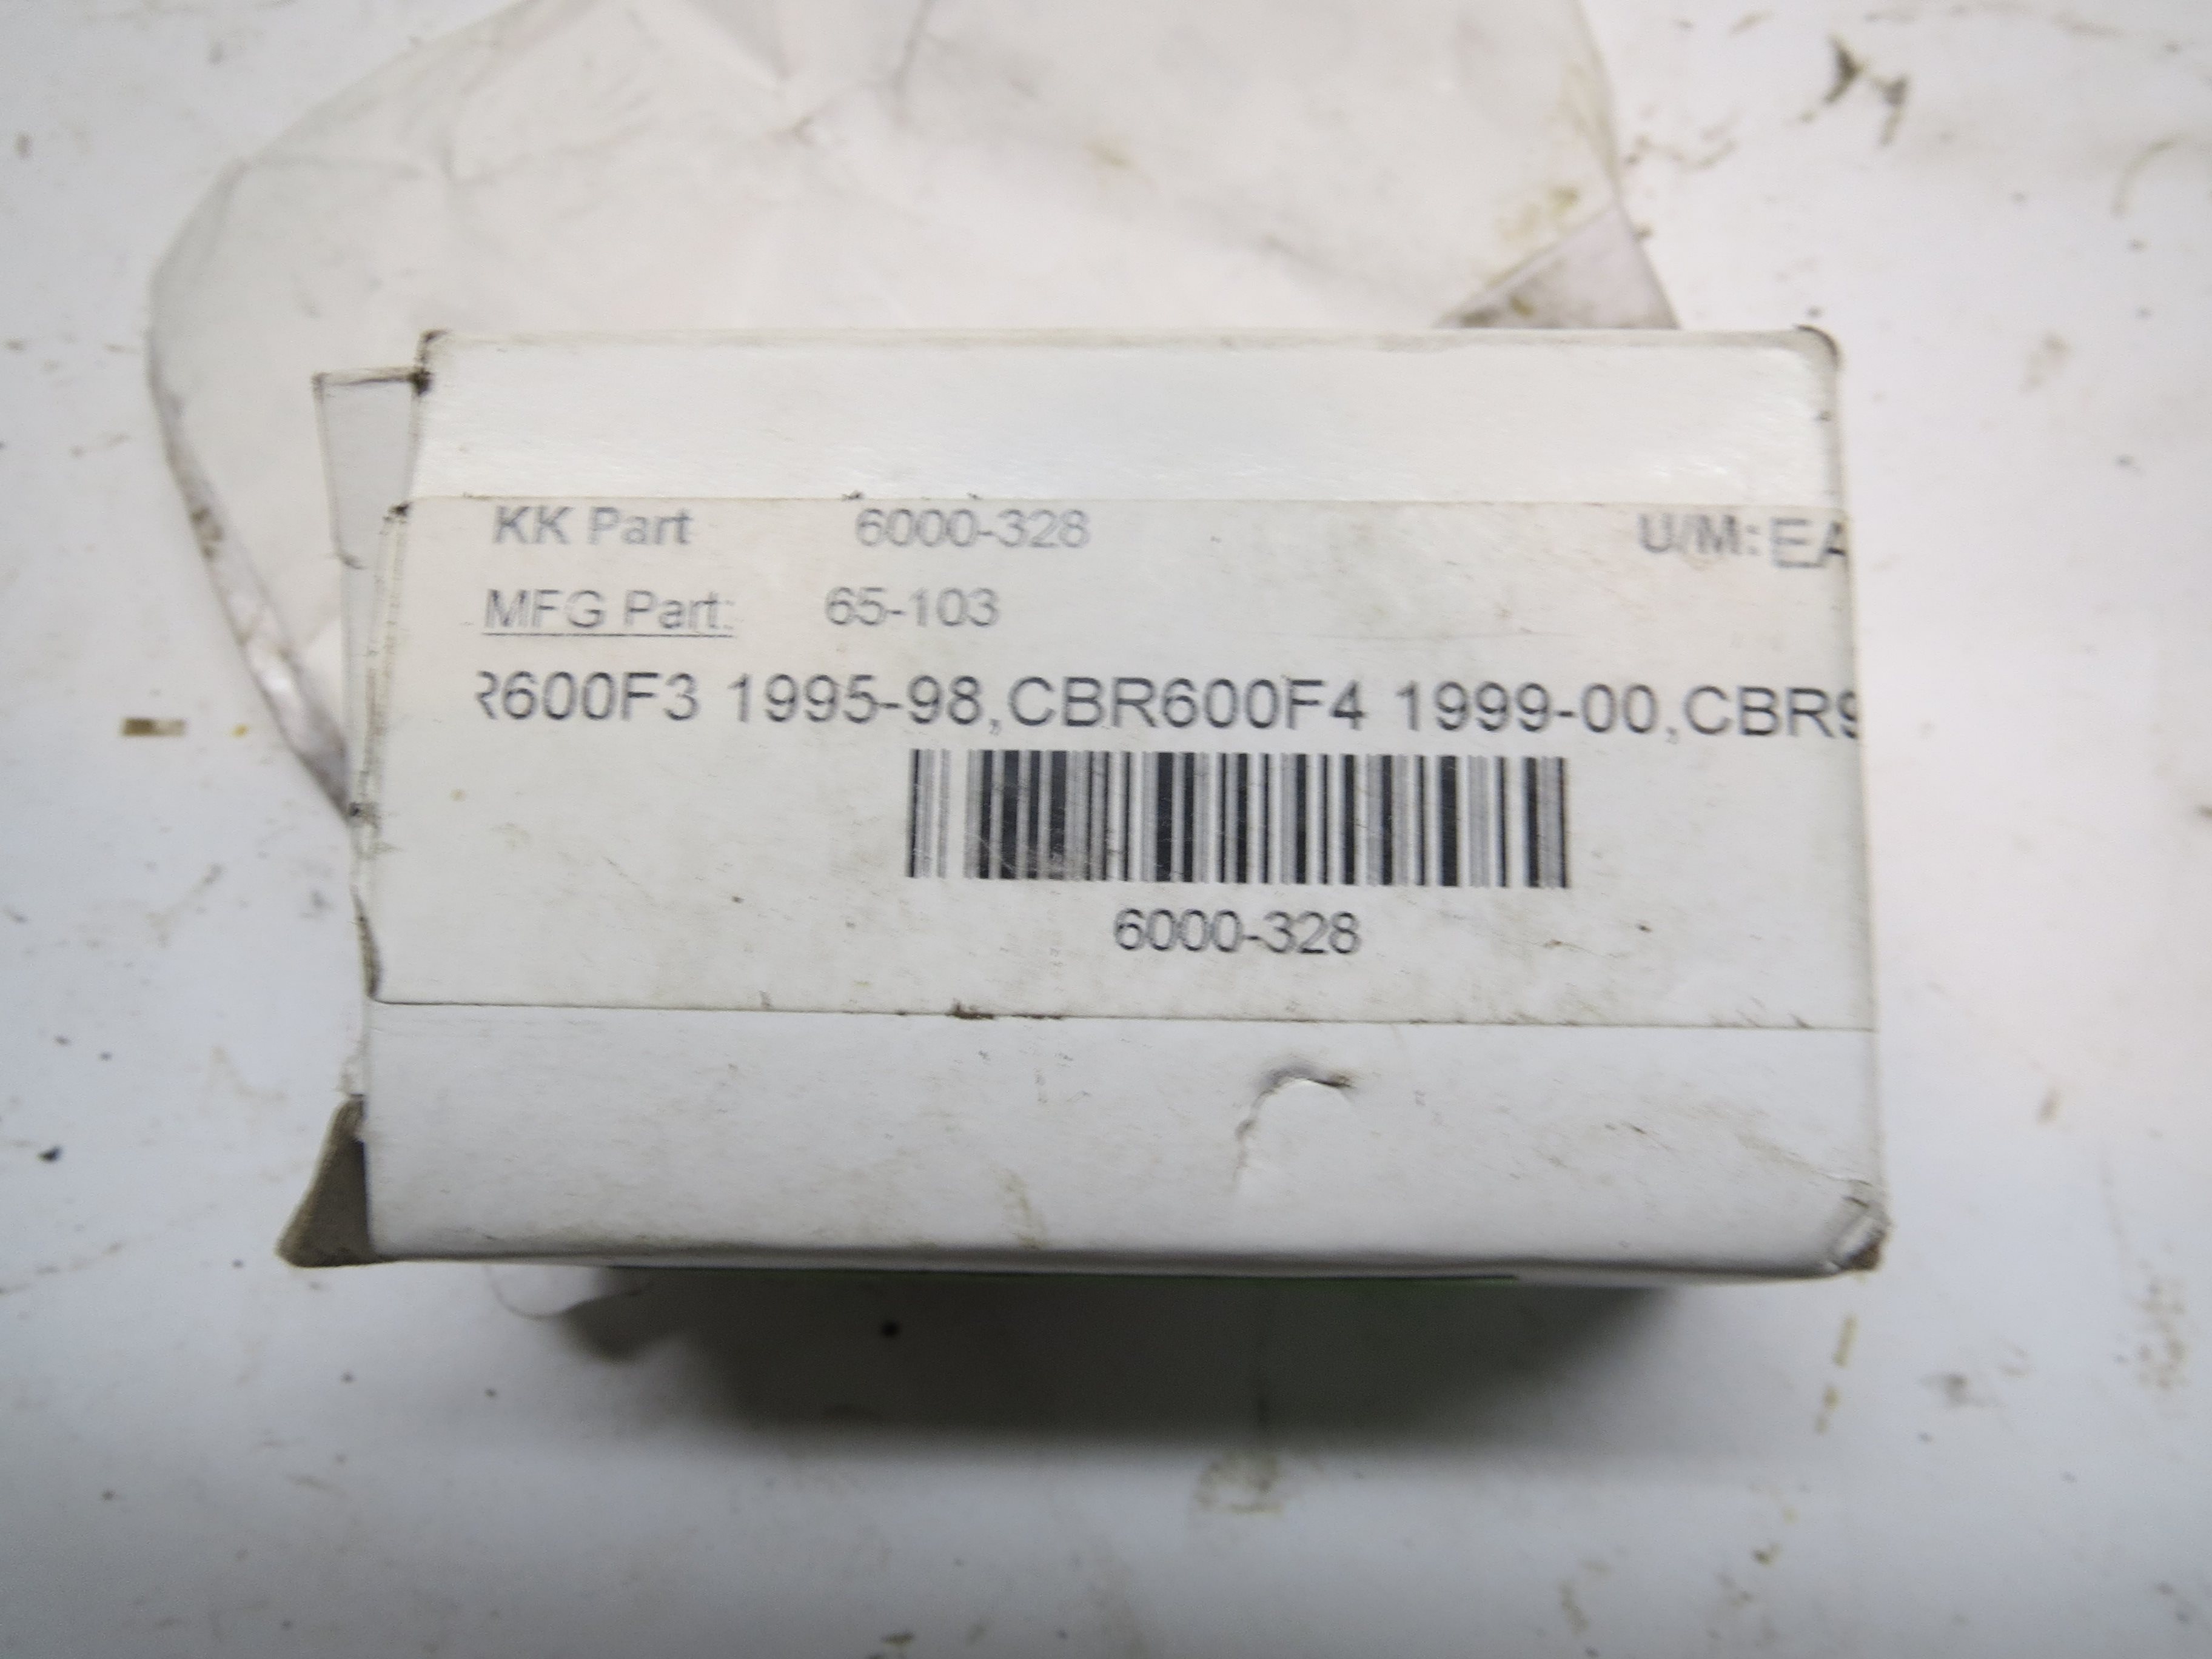 KK Part 6000-328 U/M: EA
MFG Part: 65-103
R600F3 1995-98,CBR600F4 1999-00,CBR9
6000-328